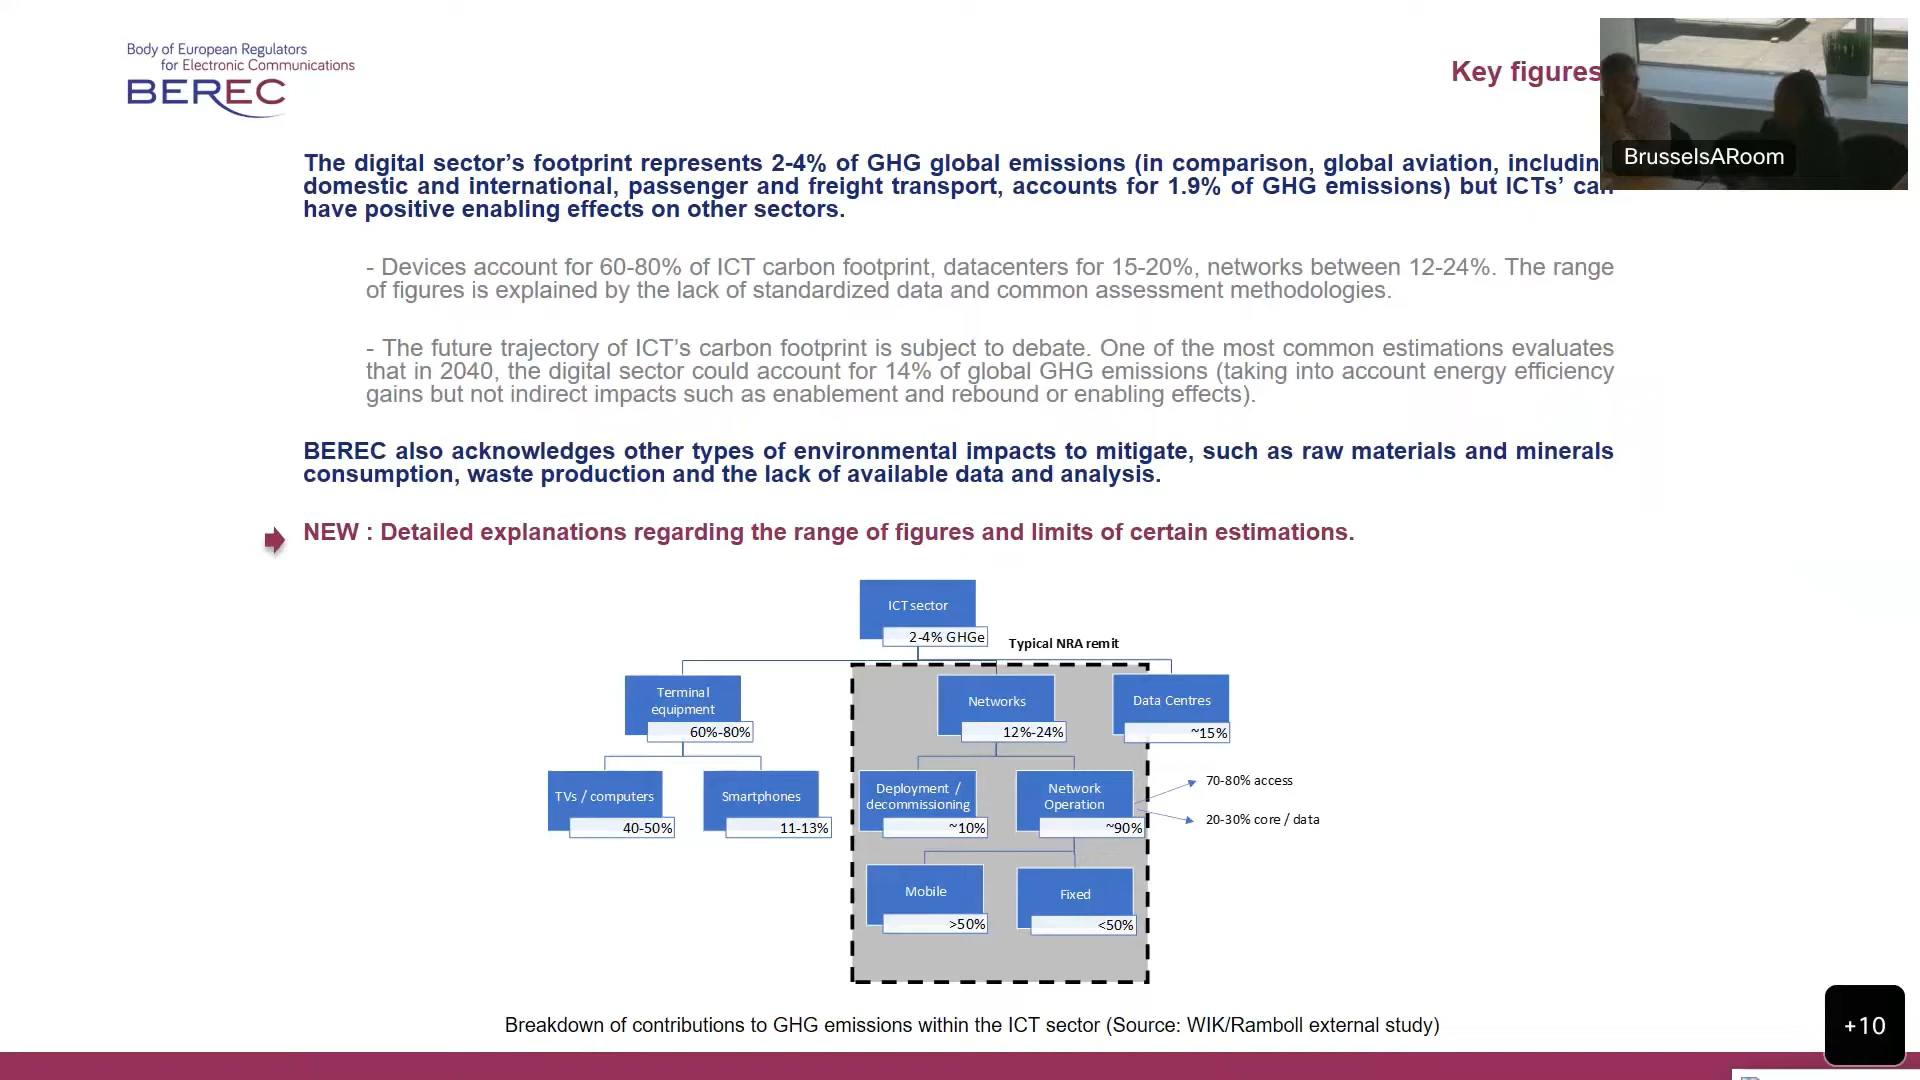 Body of European Regulators
for Electronic Communications
BEREC
Key figures
BrusselsARoom
The digital sector’s footprint represents 2-4% of GHG global emissions (in comparison, global aviation, includin
domestic and international, passenger and freight transport, accounts for 1.9% of GHG emissions) but ICTs’ can
have positive enabling effects on other sectors.
- Devices account for 60-80% of ICT carbon footprint, datacenters for 15-20%, networks between 12-24%. The range
of figures is explained by the lack of standardized data and common assessment methodologies.
- The future trajectory of ICT’s carbon footprint is subject to debate. One of the most common estimations evaluates
that in 2040, the digital sector could account for 14% of global GHG emissions (taking into account energy efficiency
gains but not indirect impacts such as enablement and rebound or enabling effects).
BEREC also acknowledges other types of environmental impacts to mitigate, such as raw materials and minerals
consumption, waste production and the lack of available data and analysis.
NEW : Detailed explanations regarding the range of figures and limits of certain estimations.
ICT sector
2-4% GHGe
Typical NRA remit
Terminal
equipment
60%-80%
Networks
12%-24%
Data Centres
~15%
TVs / computers
40-50%
Smartphones
11-13%
Deployment /
decommissioning
~10%
Network
Operation
~90%
70-80% access
20-30% core / data
Mobile
>50%
Fixed
<50%
Breakdown of contributions to GHG emissions within the ICT sector (Source: WIK/Ramboll external study)
+10